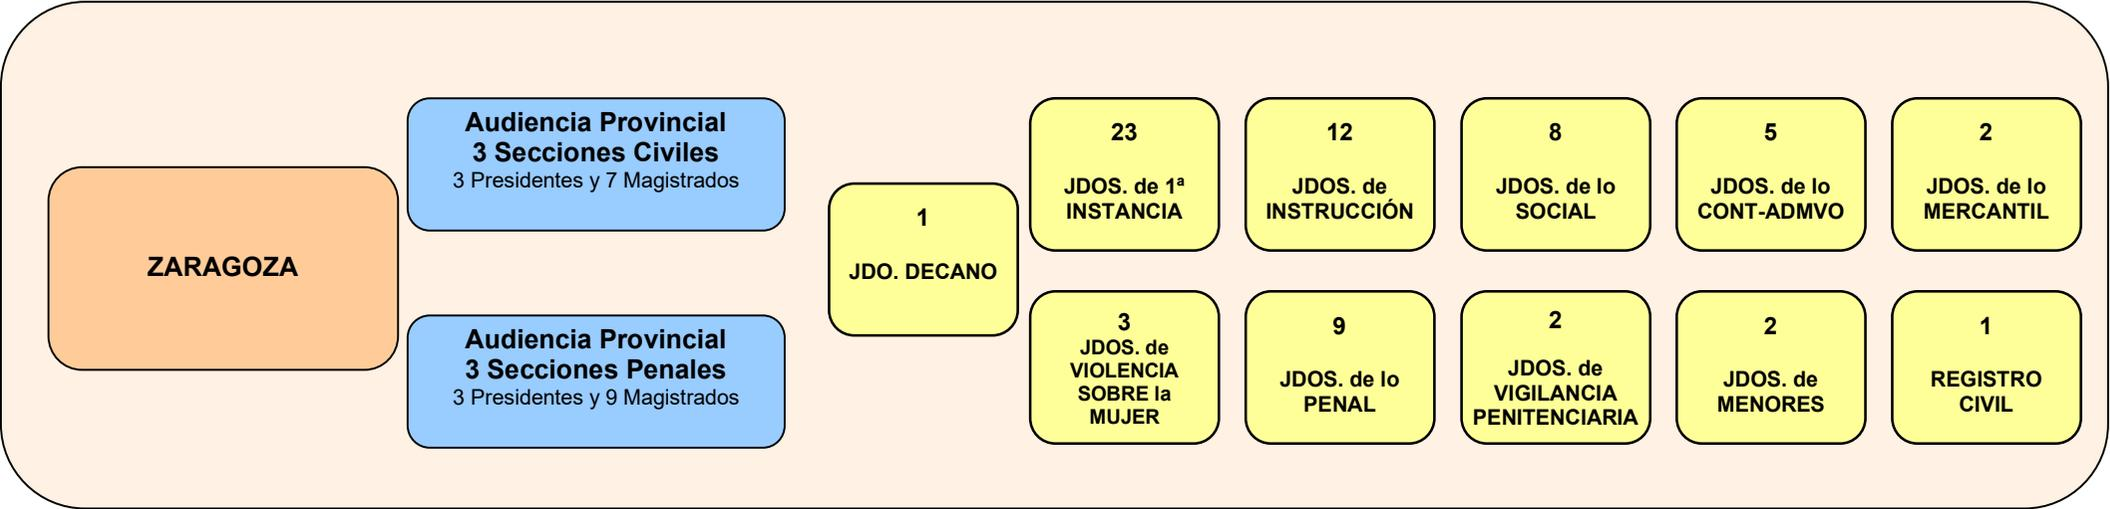 ZARAGOZA
Audiencia Provincial
3 Secciones Civiles
3 Presidentes y 7 Magistrados
Audiencia Provincial
3 Secciones Penales
3 Presidentes y 9 Magistrados
1
JDO. DECANO
23
JDOS. de 1ª
INSTANCIA
12
JDOS. de
INSTRUCCIÓN
8
JDOS. de lo
SOCIAL
5
JDOS. de lo
CONT-ADMVO
2
JDOS. de lo
MERCANTIL
3
JDOS. de
VIOLENCIA
SOBRE la
MUJER
9
JDOS. de lo
PENAL
2
JDOS. de
VIGILANCIA
PENITENCIARIA
2
JDOS. de
MENORES
1
REGISTRO
CIVIL